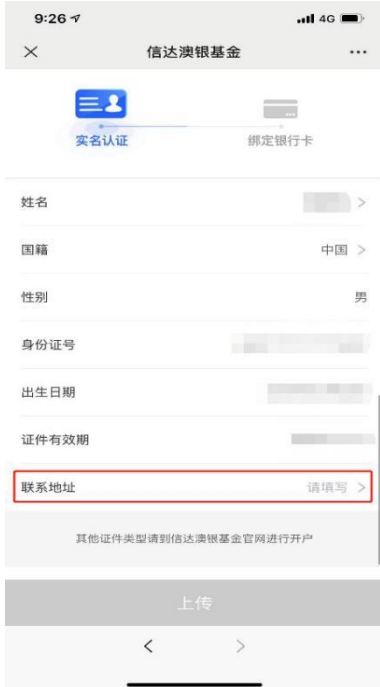 9:26
4G
信达澳银基金
实名认证
绑定银行卡
姓名
国籍 中国
性别 男
身份证号
出生日期
证件有效期
联系地址 请填写
其他证件类型请到信达澳银基金官网进行开户
上传